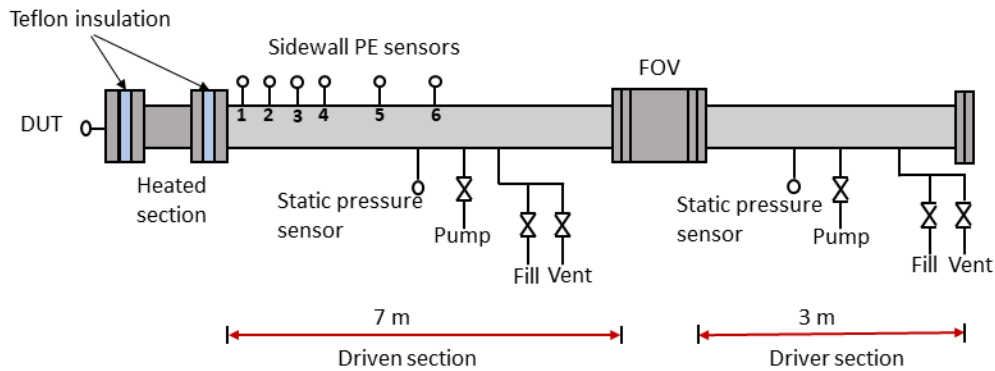 Teflon insulation
Sidewall PE sensors
FOV
1 2 3 4 5 6
DUT
Heated
section
Static pressure
sensor
Pump
Fill Vent
Static pressure
sensor
Pump
Fill Vent
7 m
Driven section
3 m
Driver section